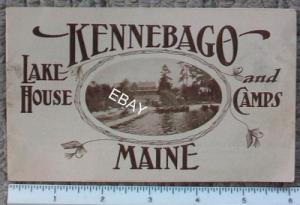 KENNEBAGO
LAKE
HOUSE
and
CAMPS
MAINE
EBAY
1 2 3 4 5 6